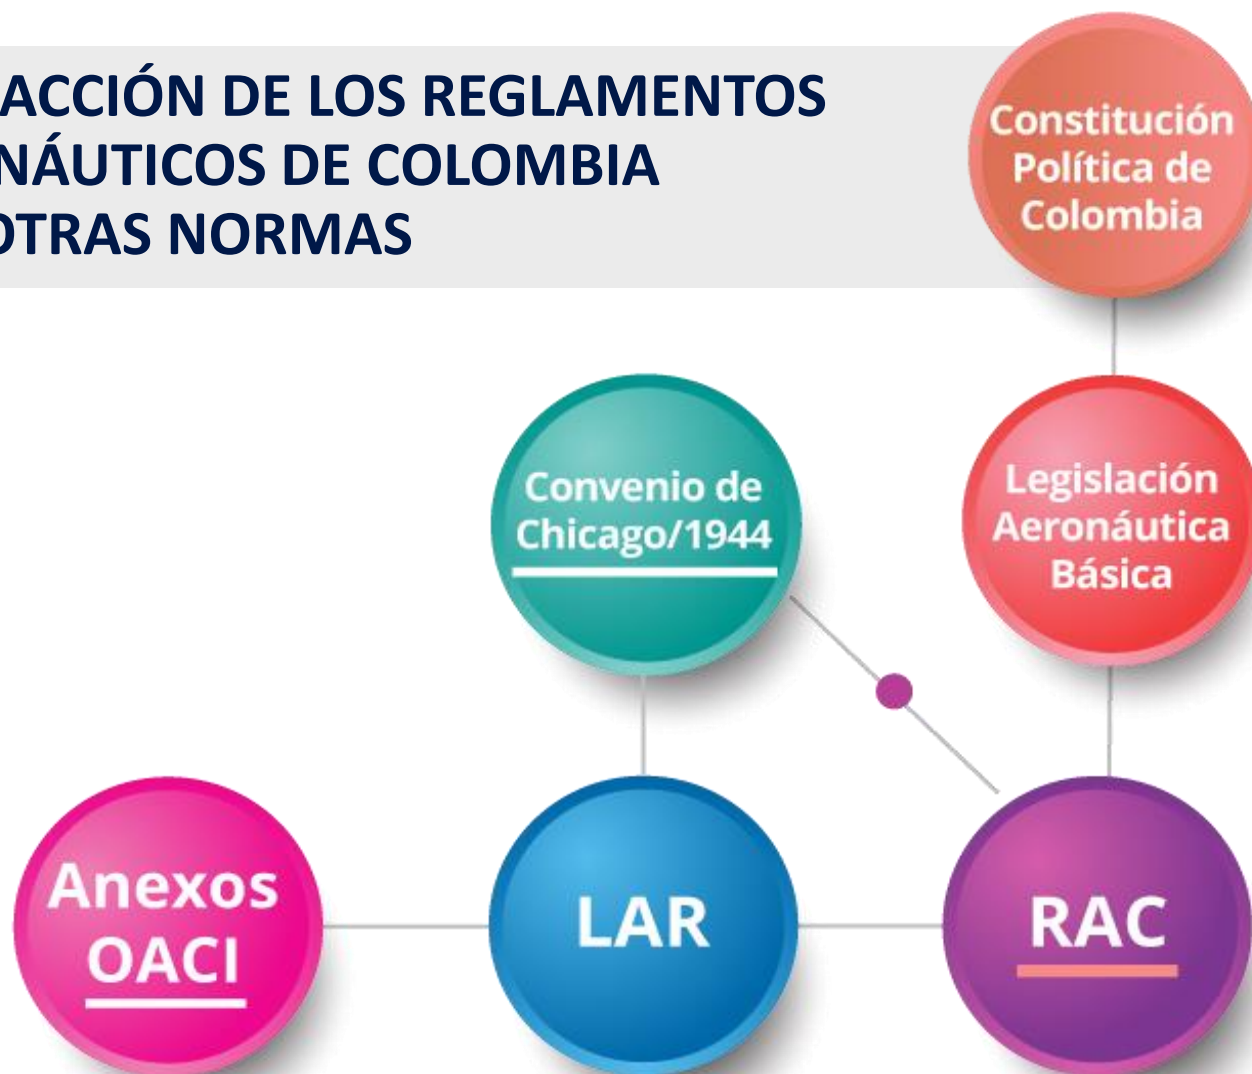 ACCIÓN DE LOS REGLAMENTOS
NÁUTICOS DE COLOMBIA
OTRAS NORMAS
Constitución
Política de
Colombia
Convenio de
Chicago/1944
Legislación
Aeronáutica
Básica
Anexos
OACI
LAR
RAC